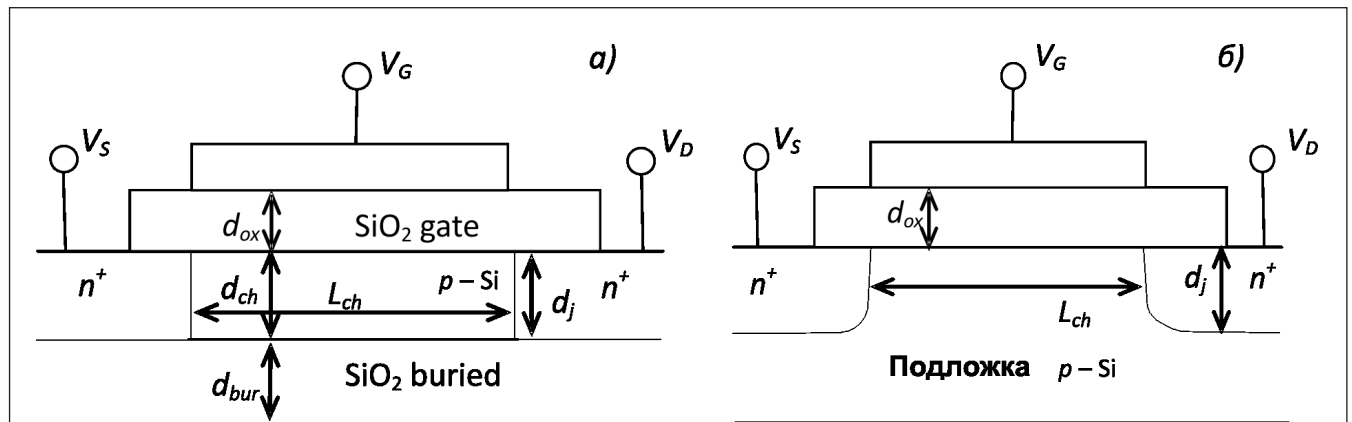 а)
V_G
V_S
V_D
d_ox
SiO₂ gate
n⁺
d_ch
p – Si
L_ch
d_j
n⁺
SiO₂ buried
d_bur
б)
V_G
V_S
V_D
d_ox
n⁺
d_j
n⁺
L_ch
Подложка p – Si